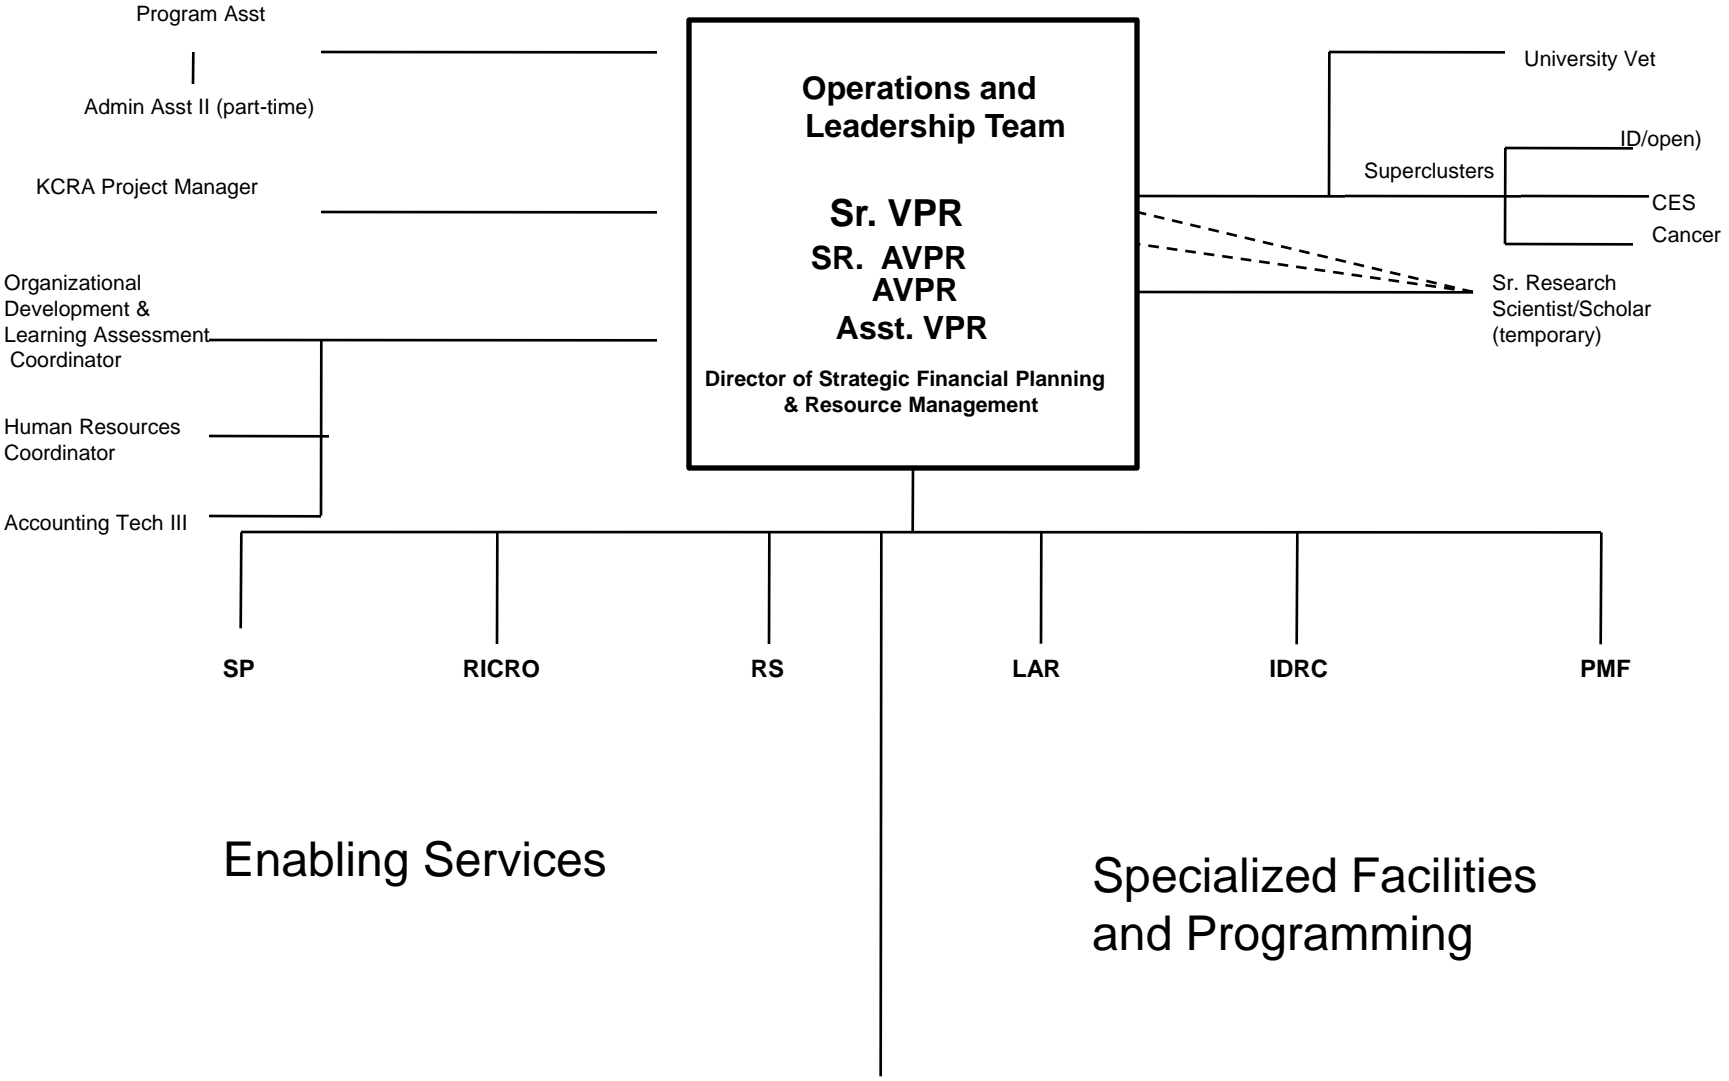 Program Asst
Admin Asst II (part-time)
KCRA Project Manager
Organizational
Development &
Learning Assessment
Coordinator
Human Resources
Coordinator
Accounting Tech III
Operations and
Leadership Team
Sr. VPR
SR. AVPR
AVPR
Asst. VPR
Director of Strategic Financial Planning
& Resource Management
University Vet
ID/open)
Superclusters
CES
Cancer
Sr. Research
Scientist/Scholar
(temporary)
SP
RICRO
RS
LAR
IDRC
PMF
Enabling Services
Specialized Facilities
and Programming